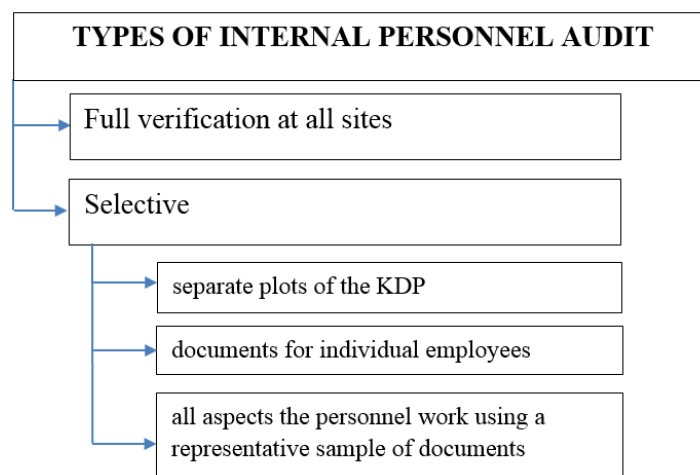 TYPES OF INTERNAL PERSONNEL AUDIT
Full verification at all sites
Selective
separate plots of the KDP
documents for individual employees
all aspects the personnel work using a
representative sample of documents